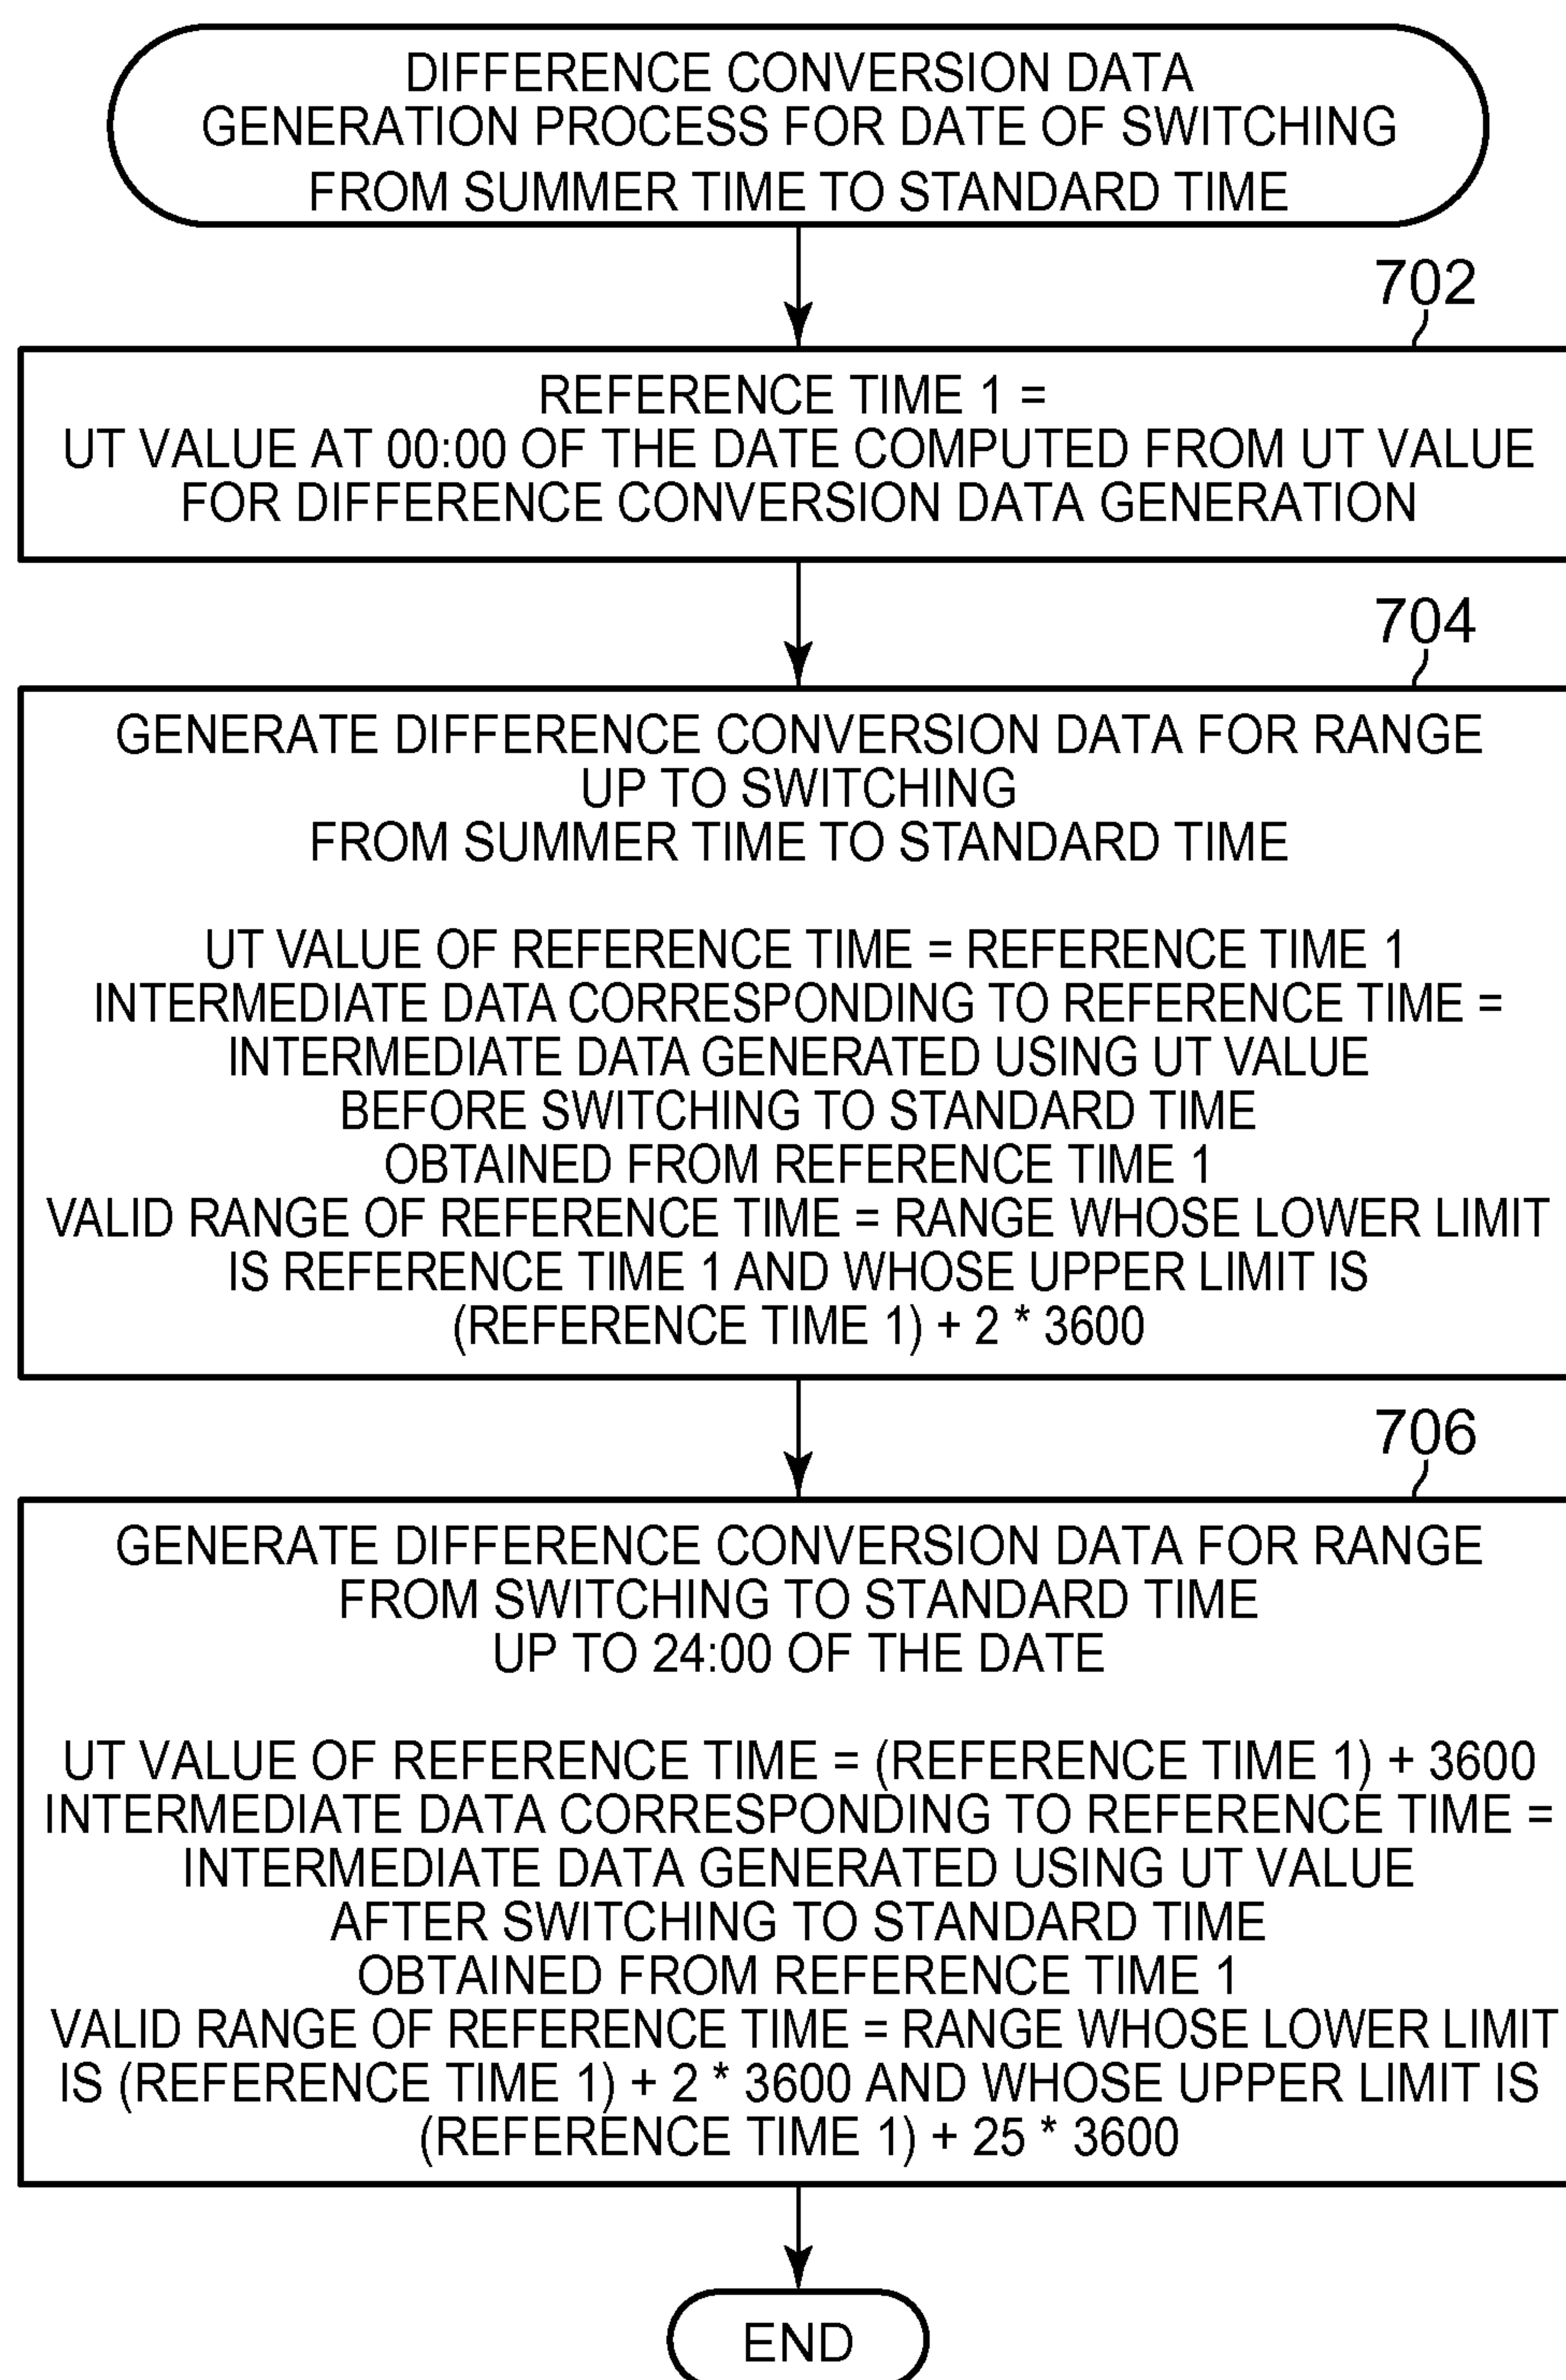 DIFFERENCE CONVERSION DATA
GENERATION PROCESS FOR DATE OF SWITCHING
FROM SUMMER TIME TO STANDARD TIME
702
REFERENCE TIME 1 =
UT VALUE AT 00:00 OF THE DATE COMPUTED FROM UT VALUE
FOR DIFFERENCE CONVERSION DATA GENERATION
704
GENERATE DIFFERENCE CONVERSION DATA FOR RANGE
UP TO SWITCHING
FROM SUMMER TIME TO STANDARD TIME
UT VALUE OF REFERENCE TIME = REFERENCE TIME 1
INTERMEDIATE DATA CORRESPONDING TO REFERENCE TIME =
INTERMEDIATE DATA GENERATED USING UT VALUE
BEFORE SWITCHING TO STANDARD TIME
OBTAINED FROM REFERENCE TIME 1
VALID RANGE OF REFERENCE TIME = RANGE WHOSE LOWER LIMIT
IS REFERENCE TIME 1 AND WHOSE UPPER LIMIT IS
(REFERENCE TIME 1) + 2 * 3600
706
GENERATE DIFFERENCE CONVERSION DATA FOR RANGE
FROM SWITCHING TO STANDARD TIME
UP TO 24:00 OF THE DATE
UT VALUE OF REFERENCE TIME = (REFERENCE TIME 1) + 3600
INTERMEDIATE DATA CORRESPONDING TO REFERENCE TIME =
INTERMEDIATE DATA GENERATED USING UT VALUE
AFTER SWITCHING TO STANDARD TIME
OBTAINED FROM REFERENCE TIME 1
VALID RANGE OF REFERENCE TIME = RANGE WHOSE LOWER LIMIT
IS (REFERENCE TIME 1) + 2 * 3600 AND WHOSE UPPER LIMIT IS
(REFERENCE TIME 1) + 25 * 3600
END